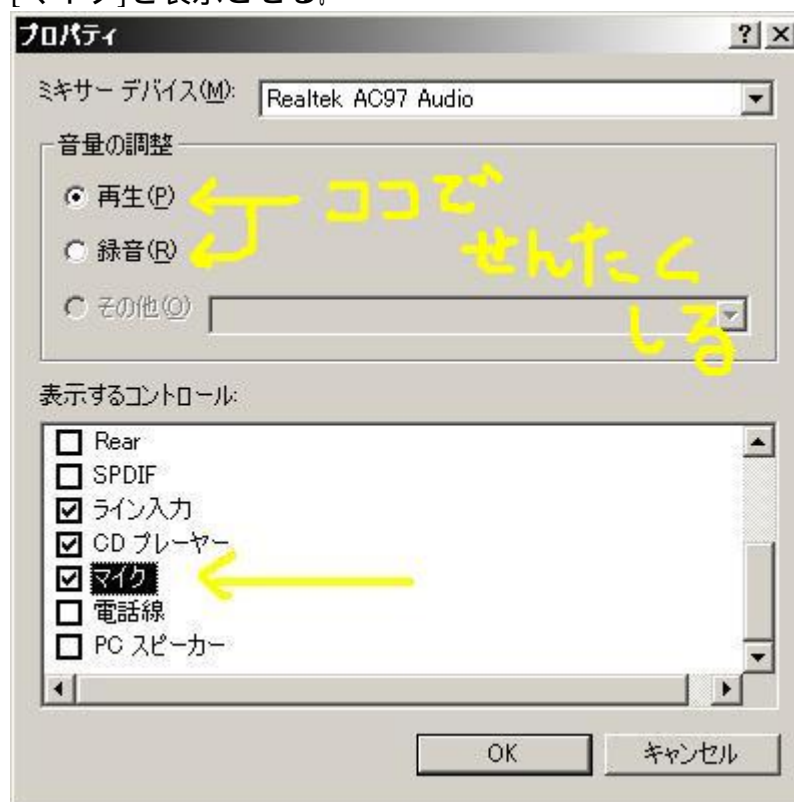 [マイク]を表示させる。
プロパティ
ミキサー デバイス(M): Realtek AC97 Audio
音量の調整
再生(P)
録音(R)
その他(O)
ココで
せんたく
しる
表示するコントロール:
Rear
SPDIF
ライン入力
CD プレーヤー
マイク
電話線
PC スピーカー
OK キャンセル